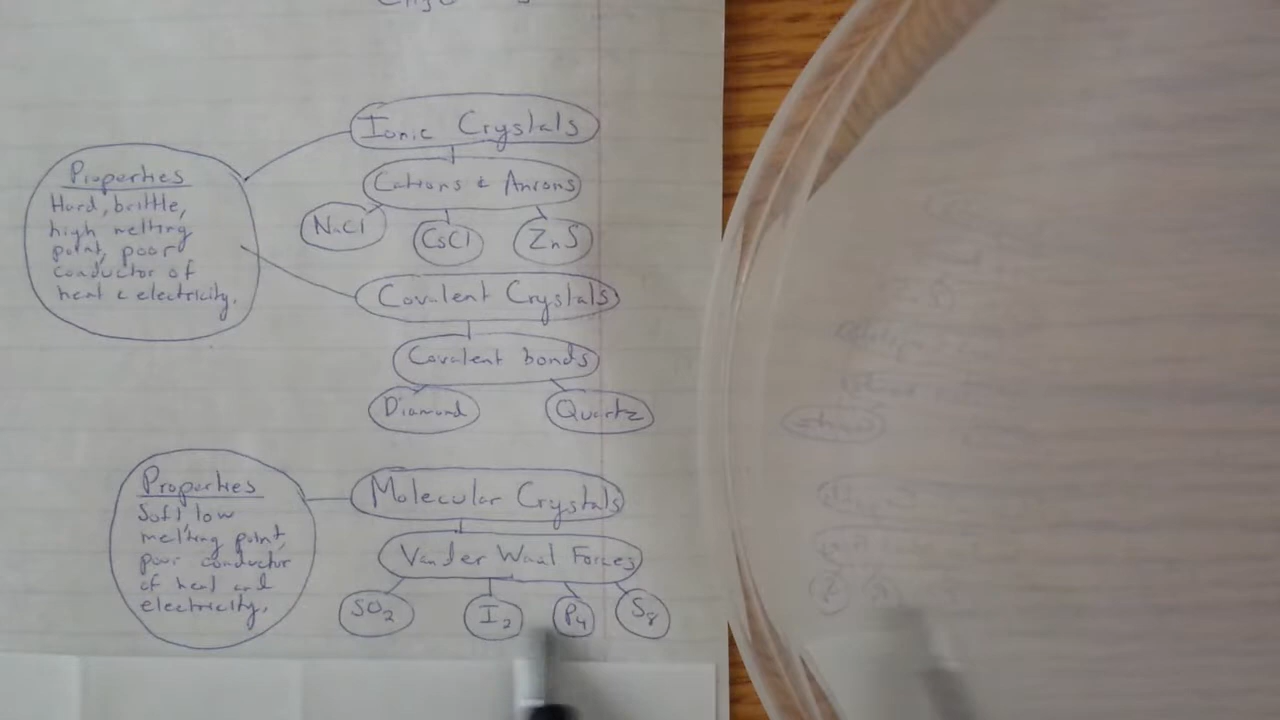 Ionic Crystals
Cations & Anions
NaCl
CsCl
ZnS
Properties
Hard, brittle,
high melting
point, poor
conductor of
heat & electricity.
Covalent Crystals
Covalent bonds
Diamond
Quartz
Molecular Crystals
Van der Waal Forces
SO₂
I₂
P₄
S₈
Properties
Soft, low
melting point,
poor conductor
of heat and
electricity.